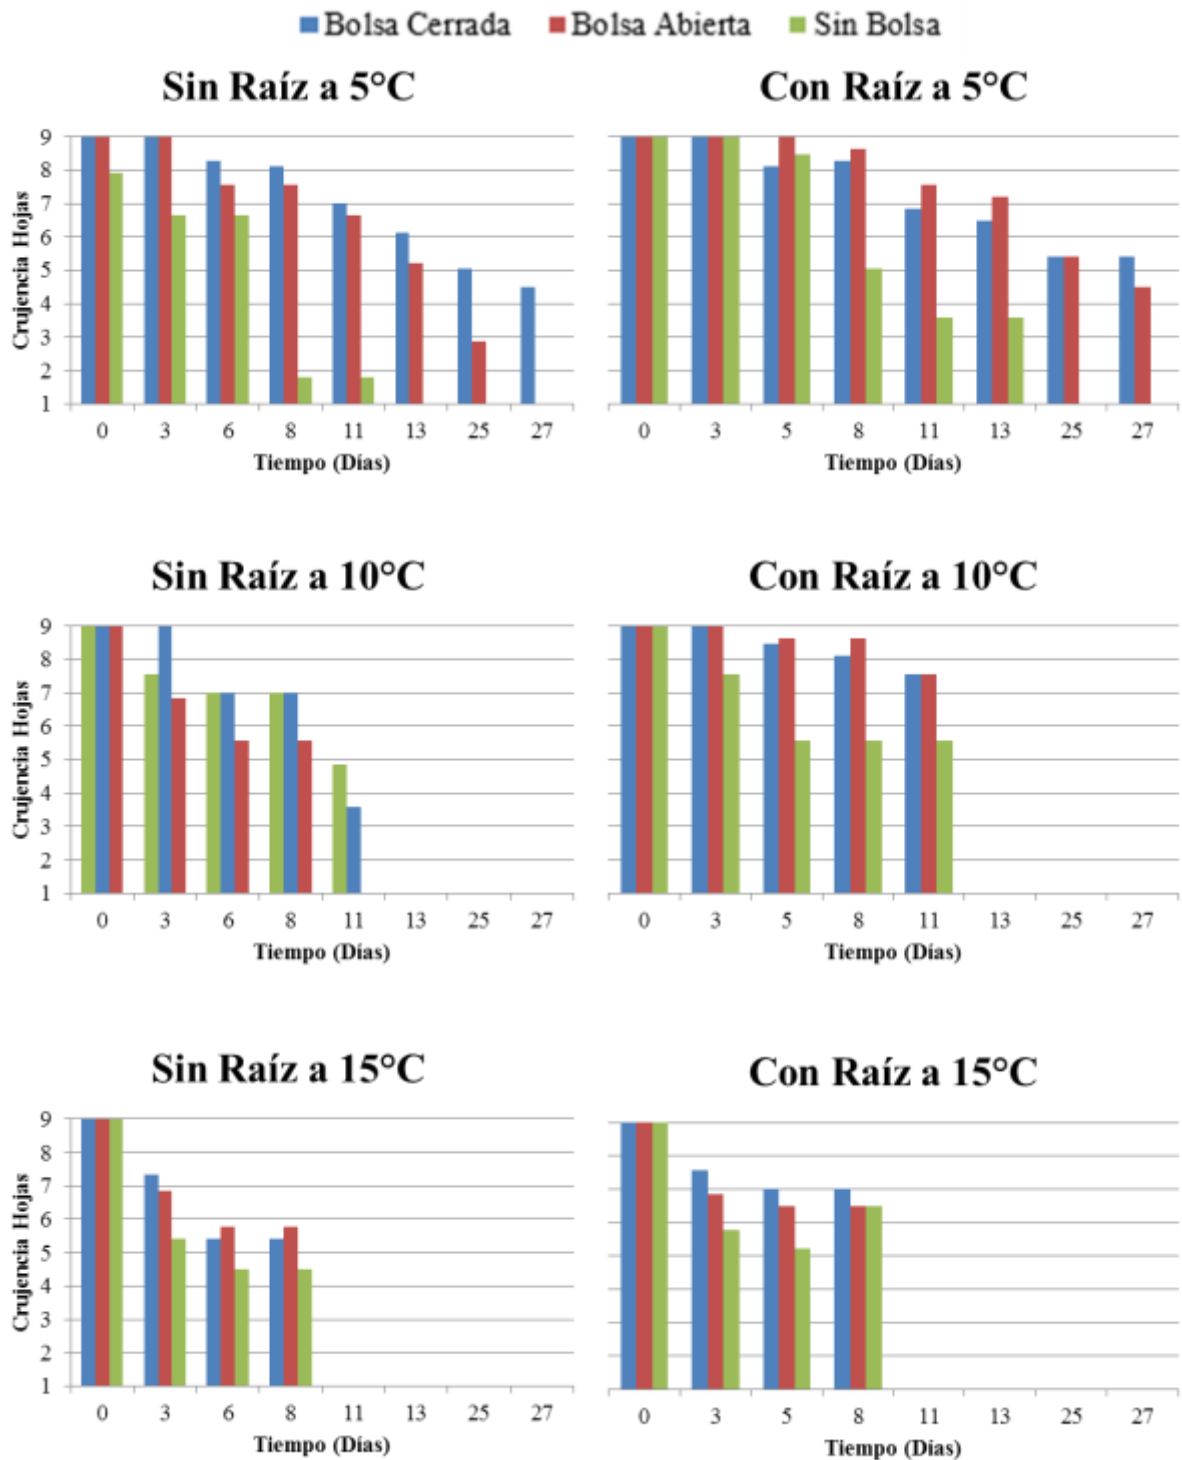 Bolsa Cerrada Bolsa Abierta Sin Bolsa
Sin Raíz a 5°C
Crujencia Hojas
9
8
7
6
5
4
3
2
1
0 3 6 8 11 13 25 27
Tiempo (Días)
Con Raíz a 5°C
0 3 5 8 11 13 25 27
Tiempo (Días)
Sin Raíz a 10°C
Crujencia Hojas
9
8
7
6
5
4
3
2
1
0 3 6 8 11 13 25 27
Tiempo (Días)
Con Raíz a 10°C
0 3 5 8 11 13 25 27
Tiempo (Días)
Sin Raíz a 15°C
Crujencia Hojas
9
8
7
6
5
4
3
2
1
0 3 6 8 11 13 25 27
Tiempo (Días)
Con Raíz a 15°C
0 3 5 8 11 13 25 27
Tiempo (Días)